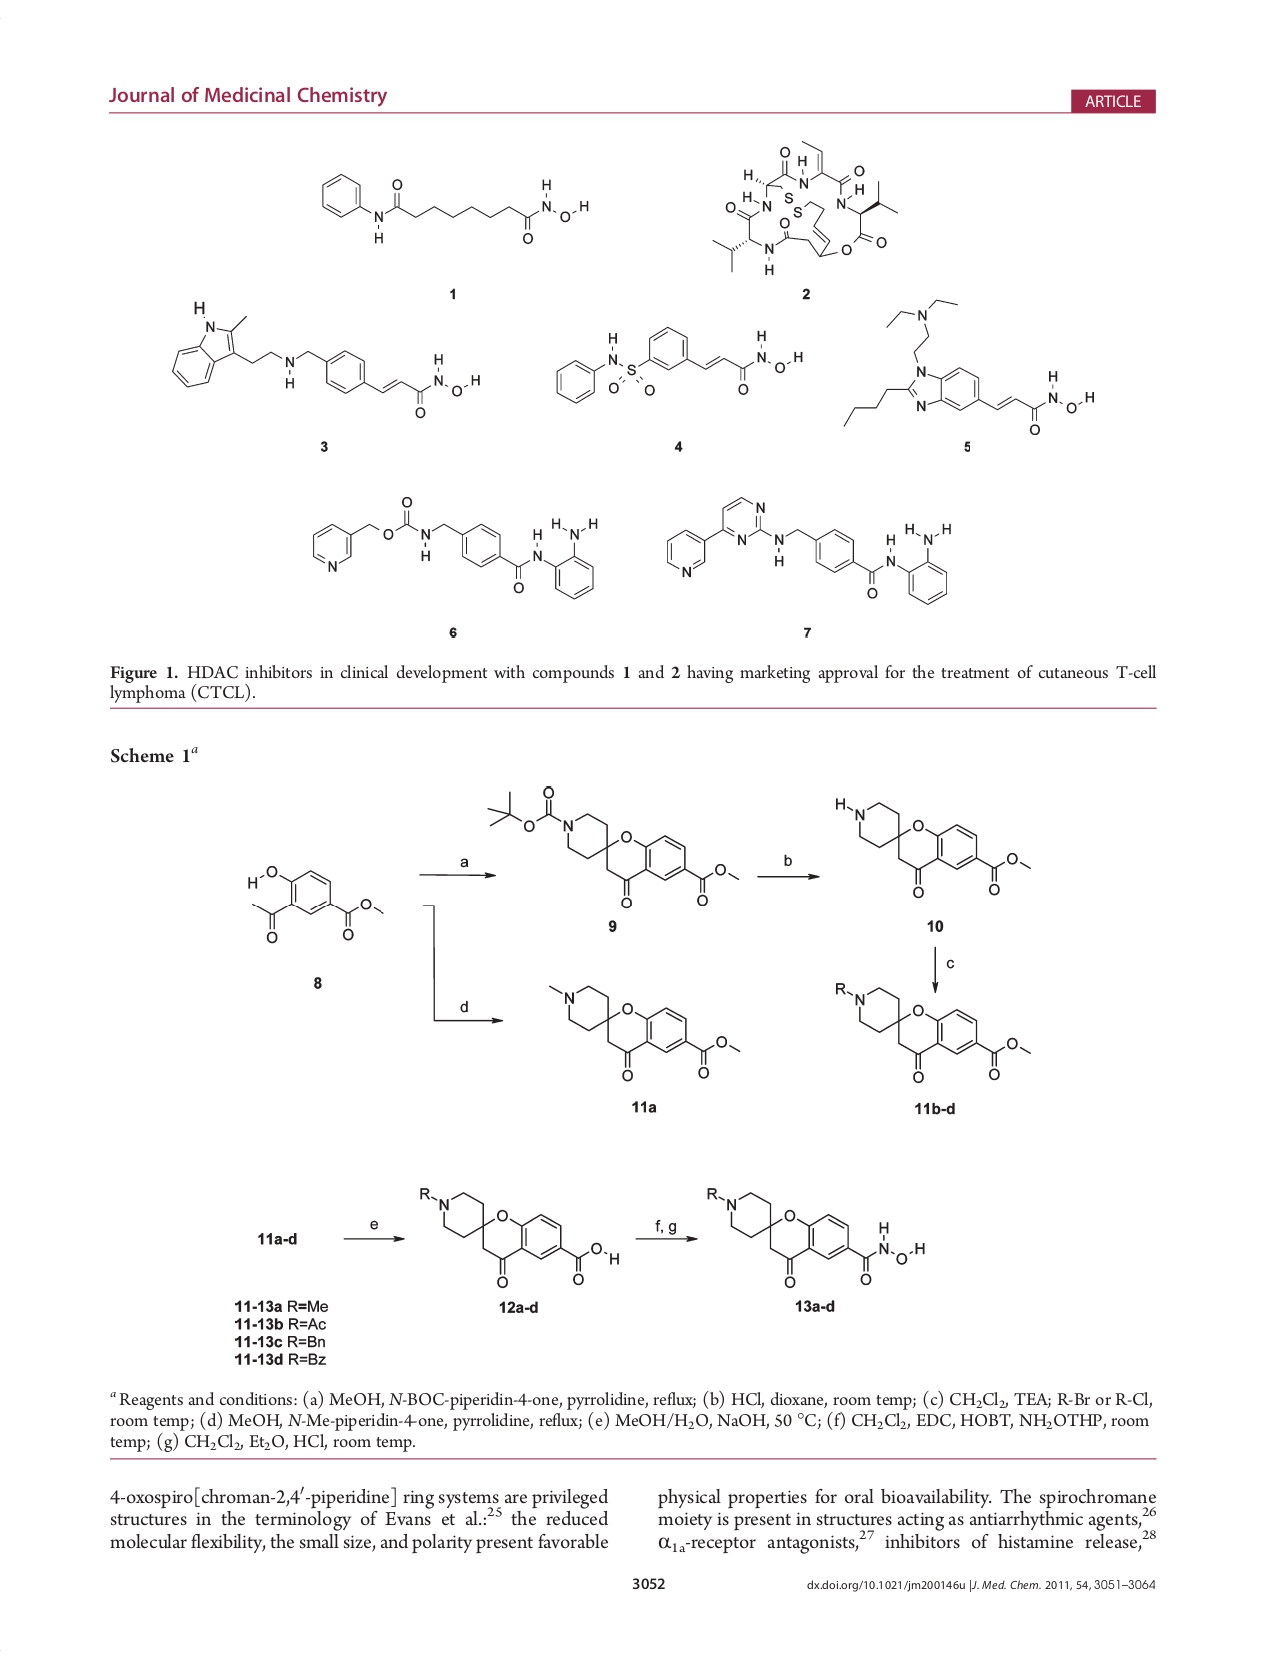 Journal of Medicinal Chemistry
ARTICLE
1
2
3
4
5
6
7
Figure 1. HDAC inhibitors in clinical development with compounds 1 and 2 having marketing approval for the treatment of cutaneous T-cell
lymphoma (CTCL).
Scheme 1ᵃ
a
b
8
9
10
c
d
11a
11b-d
11a-d
e
f, g
12a-d
13a-d
11-13a R=Me
11-13b R=Ac
11-13c R=Bn
11-13d R=Bz
ᵃ Reagents and conditions: (a) MeOH, N-BOC-piperidin-4-one, pyrrolidine, reflux; (b) HCl, dioxane, room temp; (c) CH₂Cl₂, TEA; R-Br or R-Cl,
room temp; (d) MeOH, N-Me-piperidin-4-one, pyrrolidine, reflux; (e) MeOH/H₂O, NaOH, 50 °C; (f) CH₂Cl₂, EDC, HOBT, NH₂OTHP, room
temp; (g) CH₂Cl₂, Et₂O, HCl, room temp.
4-oxospiro[chroman-2,4′-piperidine] ring systems are privileged
structures in the terminology of Evans et al.:²⁵ the reduced
molecular flexibility, the small size, and polarity present favorable
physical properties for oral bioavailability. The spirochromane
moiety is present in structures acting as antiarrhythmic agents,²⁶
α₁ₐ-receptor antagonists,²⁷ inhibitors of histamine release,²⁸
3052
dx.doi.org/10.1021/jm200146u |J. Med. Chem. 2011, 54, 3051–3064